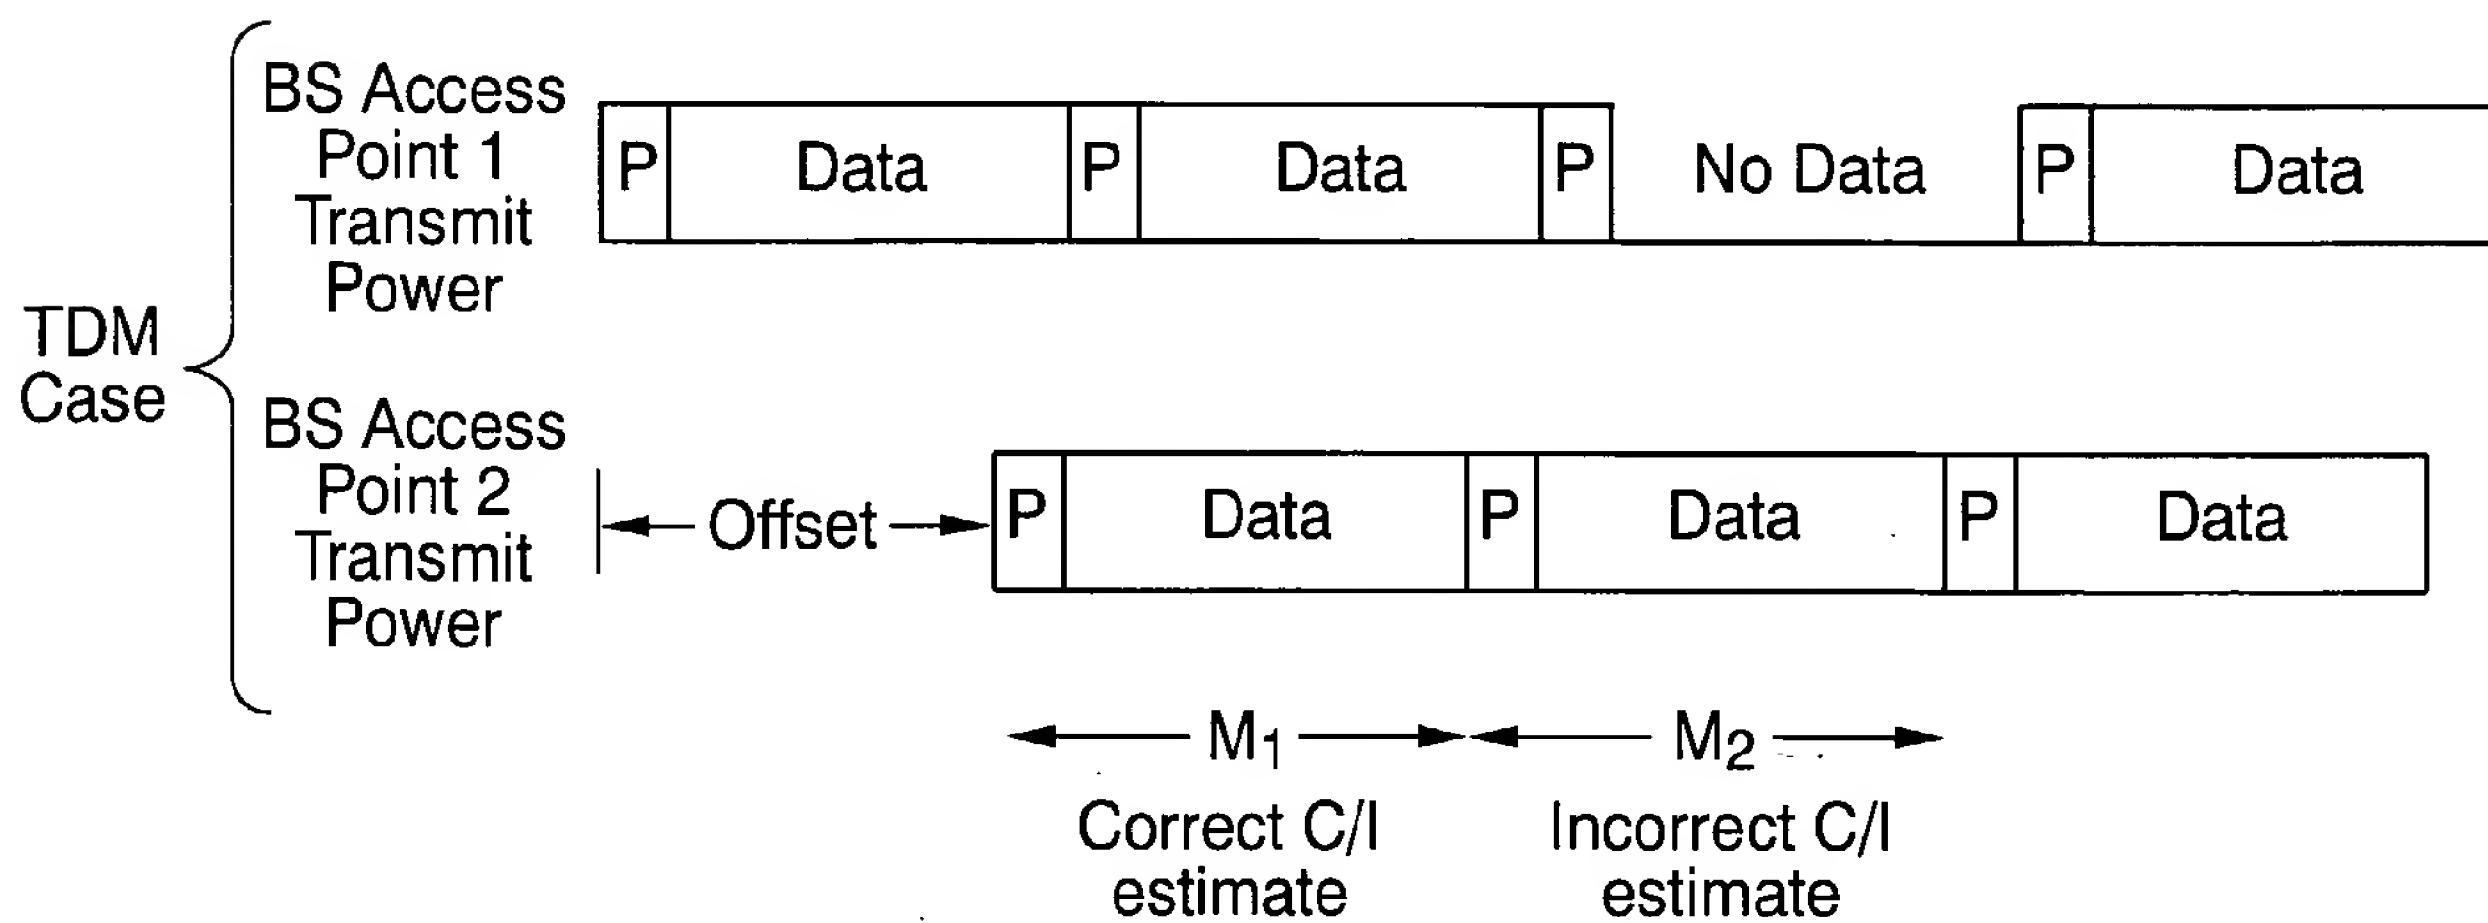 TDM
Case
BS Access
Point 1
Transmit
Power
P Data P Data P No Data P Data
BS Access
Point 2
Transmit
Power
Offset P Data P Data P Data
M1 M2
Correct C/I
estimate
Incorrect C/I
estimate